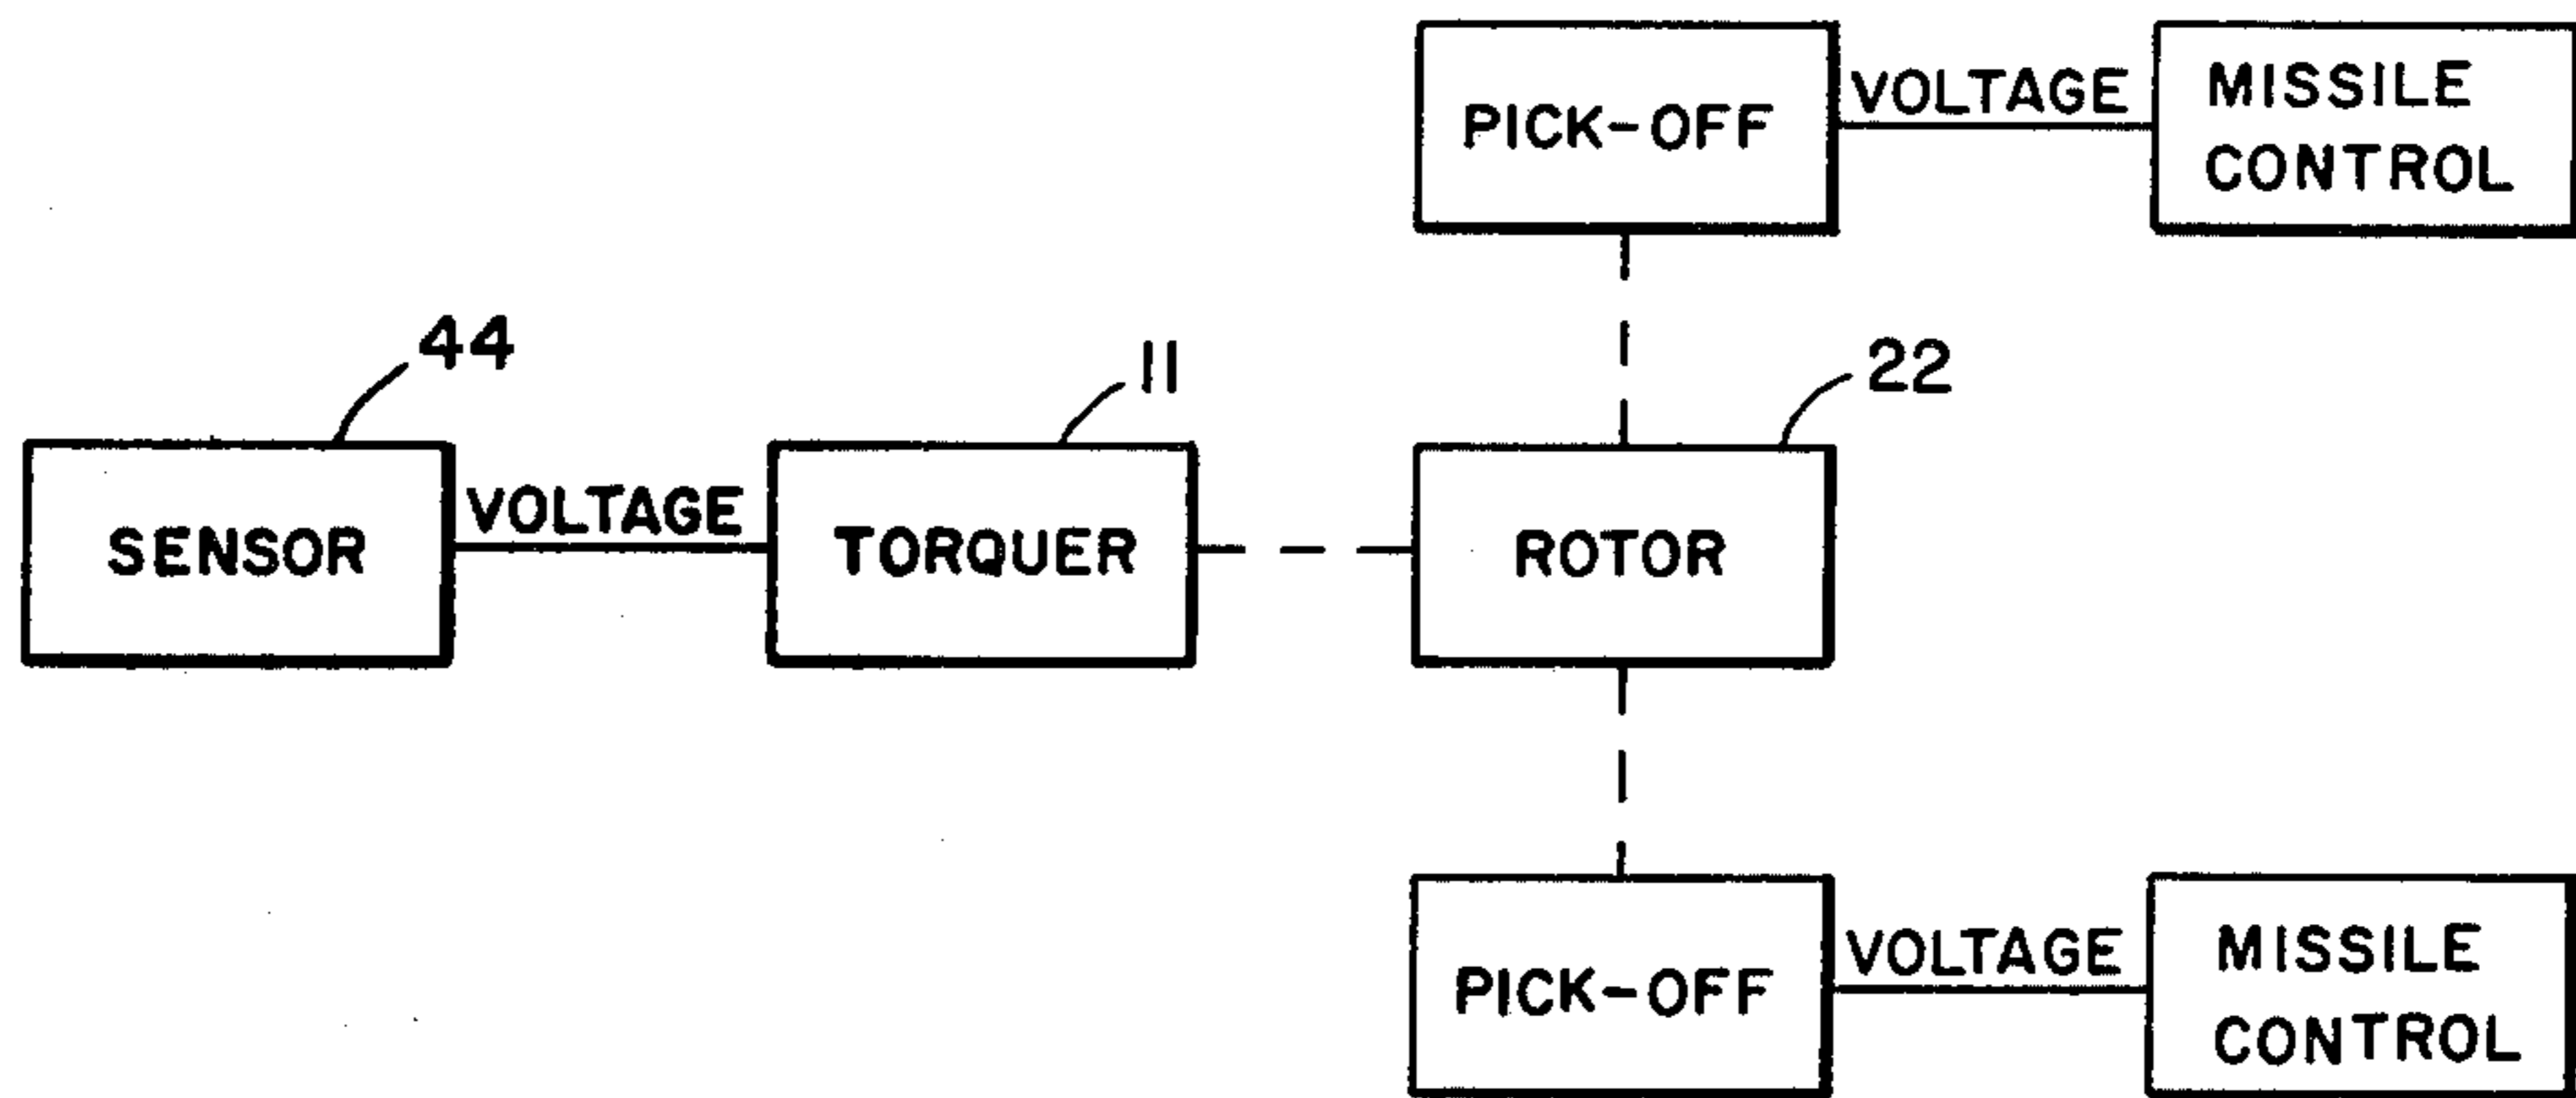 PICK-OFF
VOLTAGE
MISSILE
CONTROL
44
11
22
SENSOR
VOLTAGE
TORQUER
ROTOR
PICK-OFF
VOLTAGE
MISSILE
CONTROL